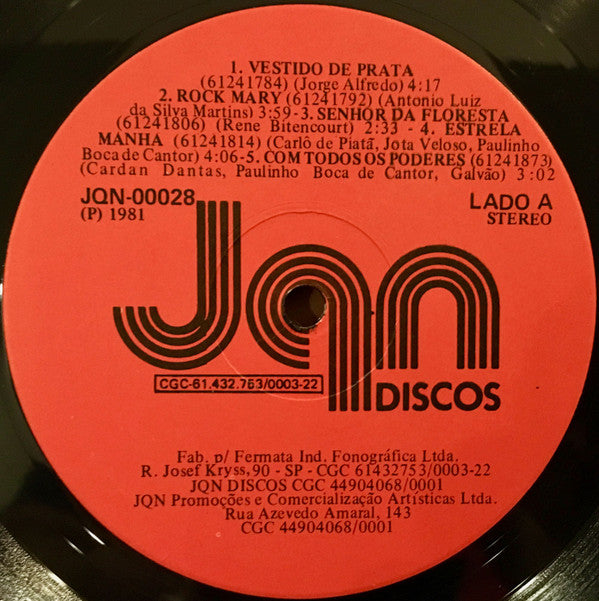 1. VESTIDO DE PRATA
(61241784) (Jorge Alfredo) 4:17
2. ROCK MARY (61241792) (Antonio Luiz
da Silva Martins) 3:59-3. SENHOR DA FLORESTA
(61241806) (Rene Bitencourt) 2:33 - 4. ESTRELA
MANHA (61241814) (Carlô de Piatã, Jota Veloso, Paulinho
Boca de Cantor) 4:06-5. COM TODOS OS PODERES (61241873)
(Cardan Dantas, Paulinho Boca de Cantor, Galvão) 3:02
JQN-00028
(P) 1981
LADO A
STEREO
Jqn
CGC-61.432.753/0003-22
DISCOS
Fab. p/ Fermata Ind. Fonográfica Ltda.
R. Josef Kryss, 90 - SP - CGC 61432753/0003-22
JQN DISCOS CGC 44904068/0001
JQN Promoções e Comercialização Artísticas Ltda.
Rua Azevedo Amaral, 143
CGC 44904068/0001